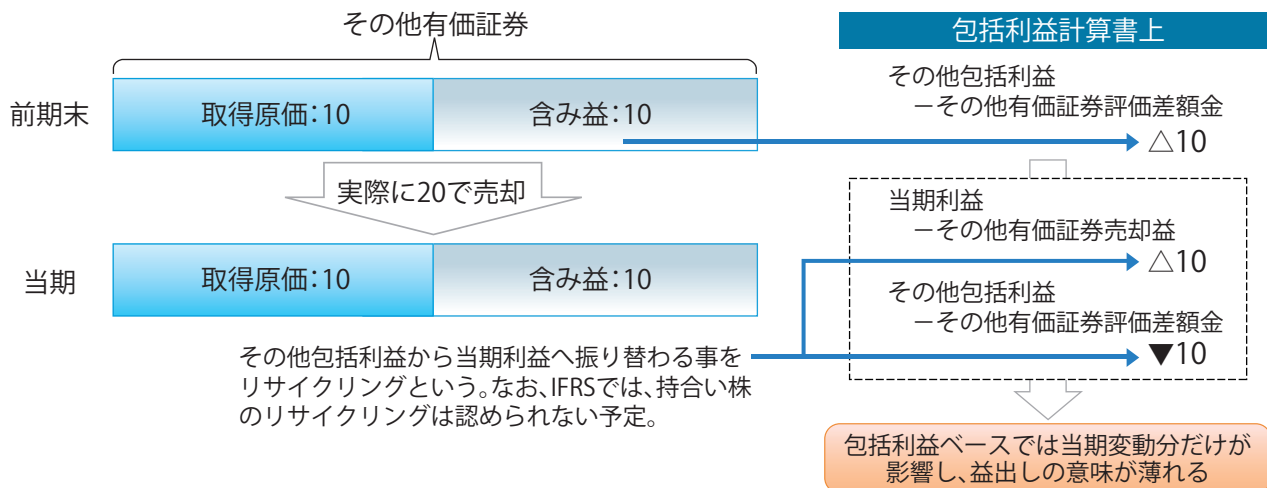 その他有価証券
包括利益計算書上
前期末
取得原価：10
含み益：10
その他包括利益
－その他有価証券評価差額金
△10
実際に20で売却
当期
取得原価：10
含み益：10
当期利益
－その他有価証券売却益
△10
その他包括利益
－その他有価証券評価差額金
▼10
その他包括利益から当期利益へ振り替わる事を
リサイクリングという。なお、IFRSでは、持合い株
のリサイクリングは認められない予定。
包括利益ベースでは当期変動分だけが
影響し、益出しの意味が薄れる